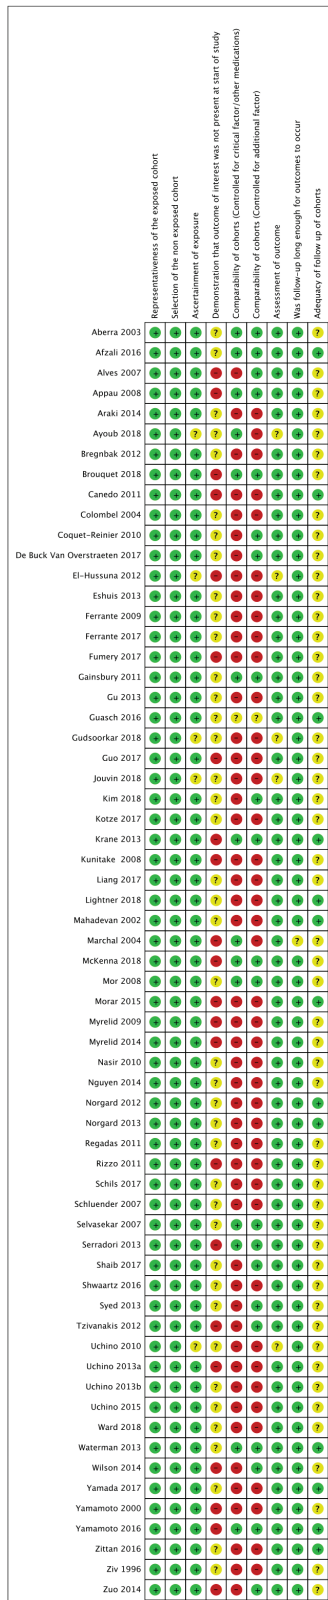 Representativeness of the exposed cohort
Selection of the non exposed cohort
Ascertainment of exposure
Demonstration that outcome of interest was not present at start of study
Comparability of cohorts (Controlled for critical factor/other medications)
Comparability of cohorts (Controlled for additional factor)
Assessment of outcome
Was follow-up long enough for outcomes to occur
Adequacy of follow up of cohorts
Aberra 2003
Afzali 2016
Alves 2007
Appau 2008
Araki 2014
Ayoub 2018
Bregnbak 2012
Brouquet 2018
Canedo 2011
Colombel 2004
Coquet-Reinier 2010
De Buck Van Overstraeten 2017
El-Hussuna 2012
Eshuis 2013
Ferrante 2009
Ferrante 2017
Fumery 2017
Gainsbury 2011
Gu 2013
Guasch 2016
Gudsoorkar 2018
Guo 2017
Jouvin 2018
Kim 2018
Kotze 2017
Krane 2013
Kunitake 2008
Liang 2017
Lightner 2018
Mahadevan 2002
Marchal 2004
McKenna 2018
Mor 2008
Morar 2015
Myrelid 2009
Myrelid 2014
Nasir 2010
Nguyen 2014
Norgard 2012
Norgard 2013
Regadas 2011
Rizzo 2011
Schils 2017
Schluender 2007
Selvasekar 2007
Serradori 2013
Shaib 2017
Shwaartz 2016
Syed 2013
Tzivanakis 2012
Uchino 2010
Uchino 2013a
Uchino 2013b
Uchino 2015
Ward 2018
Waterman 2013
Wilson 2014
Yamada 2017
Yamamoto 2000
Yamamoto 2016
Zittan 2016
Ziv 1996
Zuo 2014